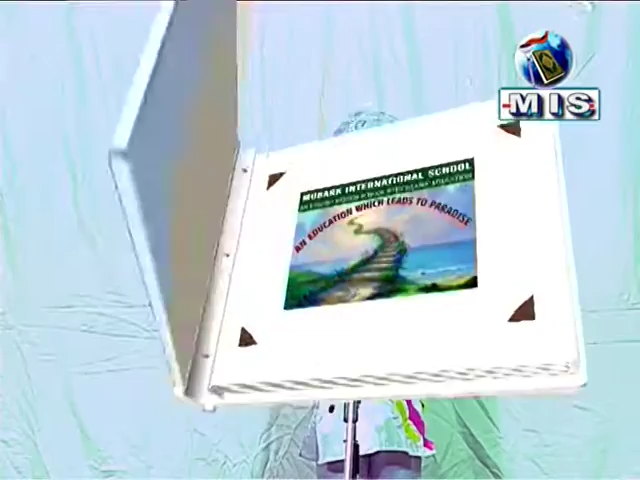 MIS
MUBARK INTERNATIONAL SCHOOL
AN EDUCATION WHICH LEADS TO PARADISE